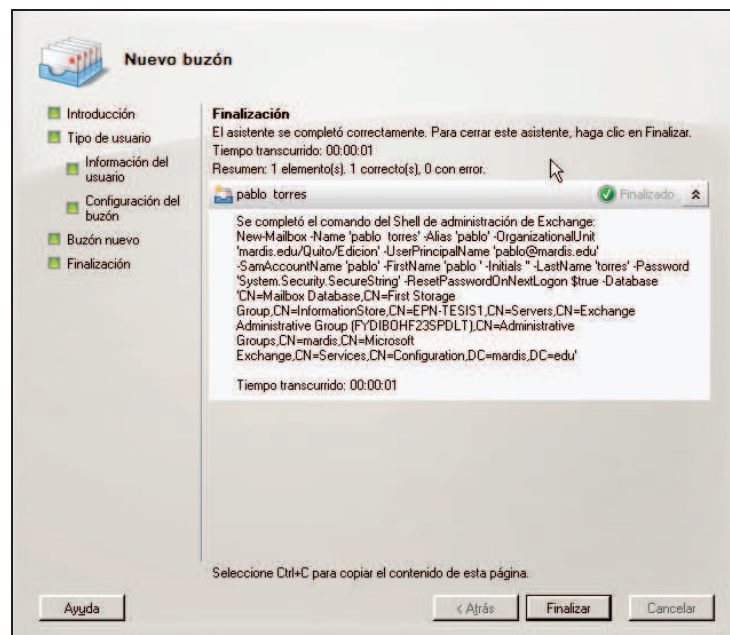 Nuevo buzón
Introducción
Tipo de usuario
Información del
usuario
Configuración del
buzón
Buzón nuevo
Finalización
Finalización
El asistente se completó correctamente. Para cerrar este asistente, haga clic en Finalizar.
Tiempo transcurrido: 00:00:01
Resumen: 1 elemento(s). 1 correcto(s), 0 con error.
pablo torres
Finalizado
Se completó el comando del Shell de administración de Exchange:
New-Mailbox -Name 'pablo torres' -Alias 'pablo' -OrganizationalUnit
'mardis.edu/Quito/Edicion' -UserPrincipalName 'pablo@mardis.edu'
-SamAccountName 'pablo' -FirstName 'pablo ' -Initials '' -LastName 'torres' -Password
'System.Security.SecureString' -ResetPasswordOnNextLogon $true -Database
'CN=Mailbox Database,CN=First Storage
Group,CN=InformationStore,CN=EPN-TESIS1,CN=Servers,CN=Exchange
Administrative Group (FYDIBOHF23SPDLT),CN=Administrative
Groups,CN=mardis,CN=Microsoft
Exchange,CN=Services,CN=Configuration,DC=mardis,DC=edu'
Tiempo transcurrido: 00:00:01
Seleccione Ctrl+C para copiar el contenido de esta página.
Ayuda
< Atrás
Finalizar
Cancelar